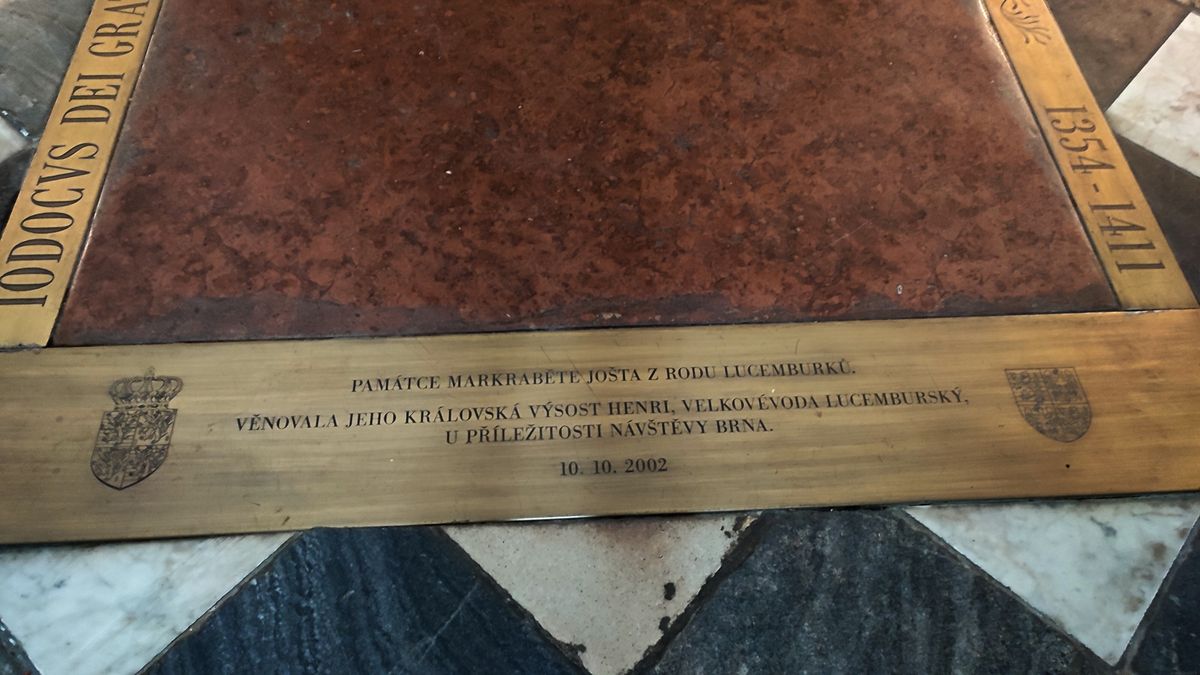 IODOCVS DEI GRA
1354 - 1411
PAMÁTCE MARKRABĚTE JOŠTA Z RODU LUCEMBURKŮ.
VĚNOVALA JEHO KRÁLOVSKÁ VÝSOST HENRI, VELKOVÉVODA LUCEMBURSKÝ,
U PŘÍLEŽITOSTI NÁVŠTĚVY BRNA.
10. 10. 2002